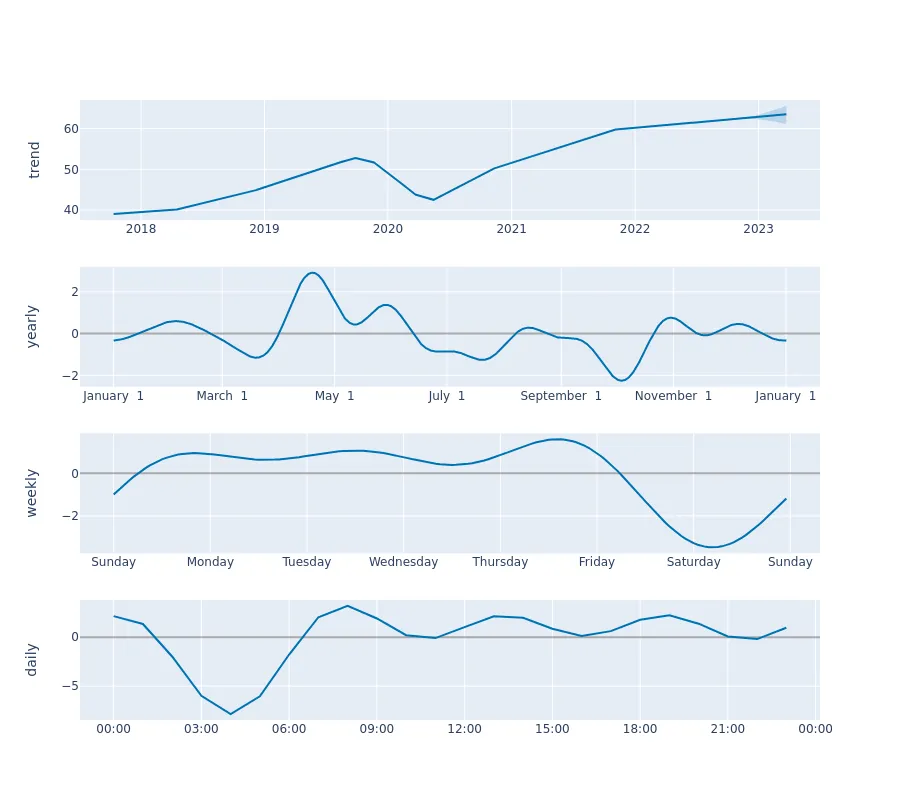 trend
60
50
40
2018 2019 2020 2021 2022 2023
yearly
2
0
−2
January 1 March 1 May 1 July 1 September 1 November 1 January 1
weekly
0
−2
Sunday Monday Tuesday Wednesday Thursday Friday Saturday Sunday
daily
0
−5
00:00 03:00 06:00 09:00 12:00 15:00 18:00 21:00 00:00